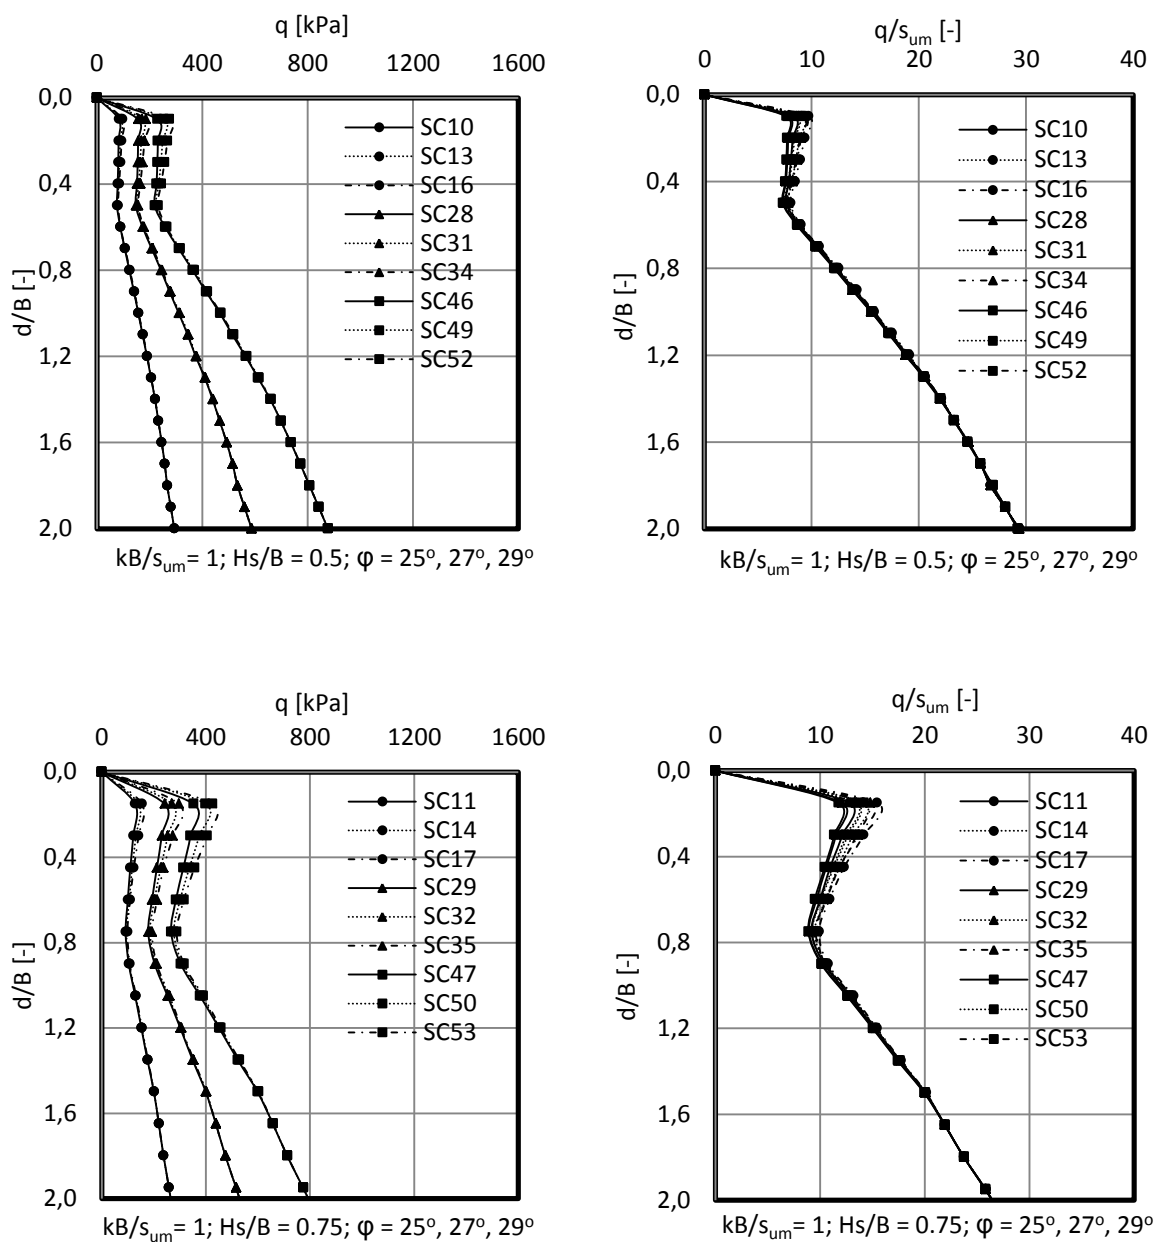 q [kPa]
0 400 800 1200 1600
0,0
0,4
0,8
1,2
1,6
2,0
d/B [-]
SC10
SC13
SC16
SC28
SC31
SC34
SC46
SC49
SC52
kB/sum= 1; Hs/B = 0.5; φ = 25º, 27º, 29º
q/sum [-]
0 10 20 30 40
0,0
0,4
0,8
1,2
1,6
2,0
d/B [-]
SC10
SC13
SC16
SC28
SC31
SC34
SC46
SC49
SC52
kB/sum= 1; Hs/B = 0.5; φ = 25º, 27º, 29º
q [kPa]
0 400 800 1200 1600
0,0
0,4
0,8
1,2
1,6
2,0
d/B [-]
SC11
SC14
SC17
SC29
SC32
SC35
SC47
SC50
SC53
kB/sum= 1; Hs/B = 0.75; φ = 25º, 27º, 29º
q/sum [-]
0 10 20 30 40
0,0
0,4
0,8
1,2
1,6
2,0
d/B [-]
SC11
SC14
SC17
SC29
SC32
SC35
SC47
SC50
SC53
kB/sum= 1; Hs/B = 0.75; φ = 25º, 27º, 29º